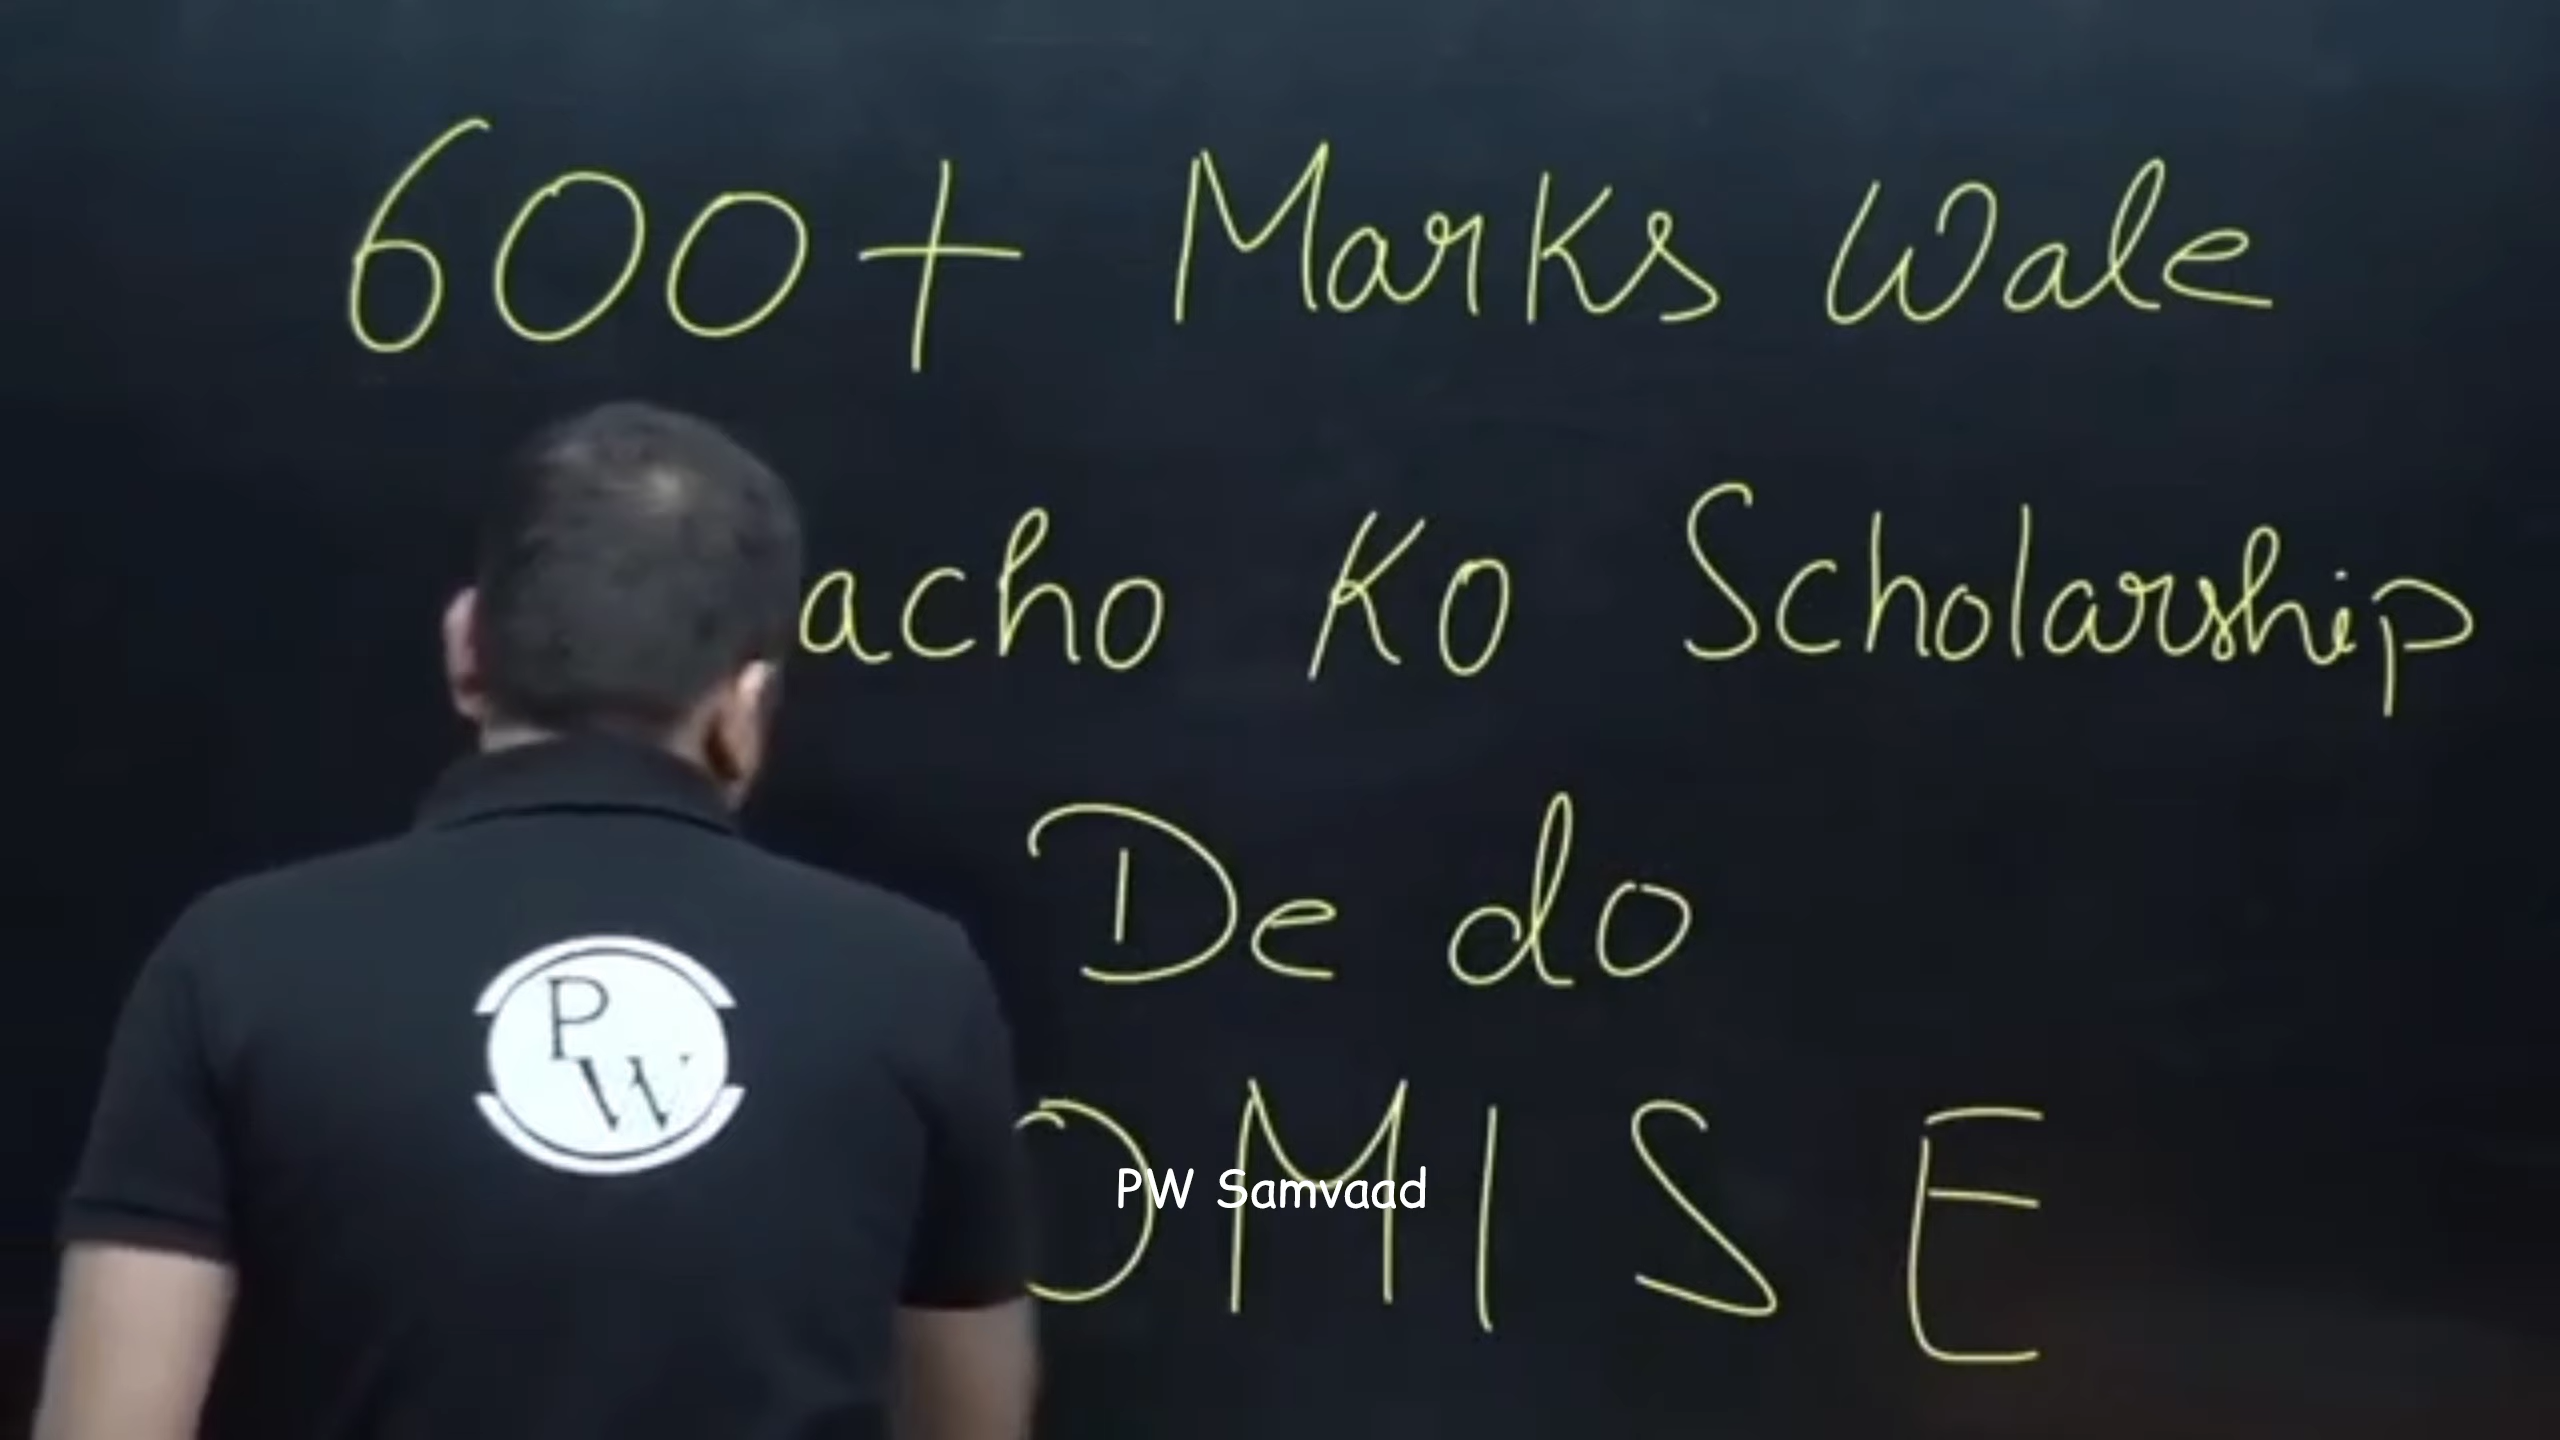 600+ Marks Wale
acho Ko Scholarship
De do
OMISE
PW Samvaad
P
W